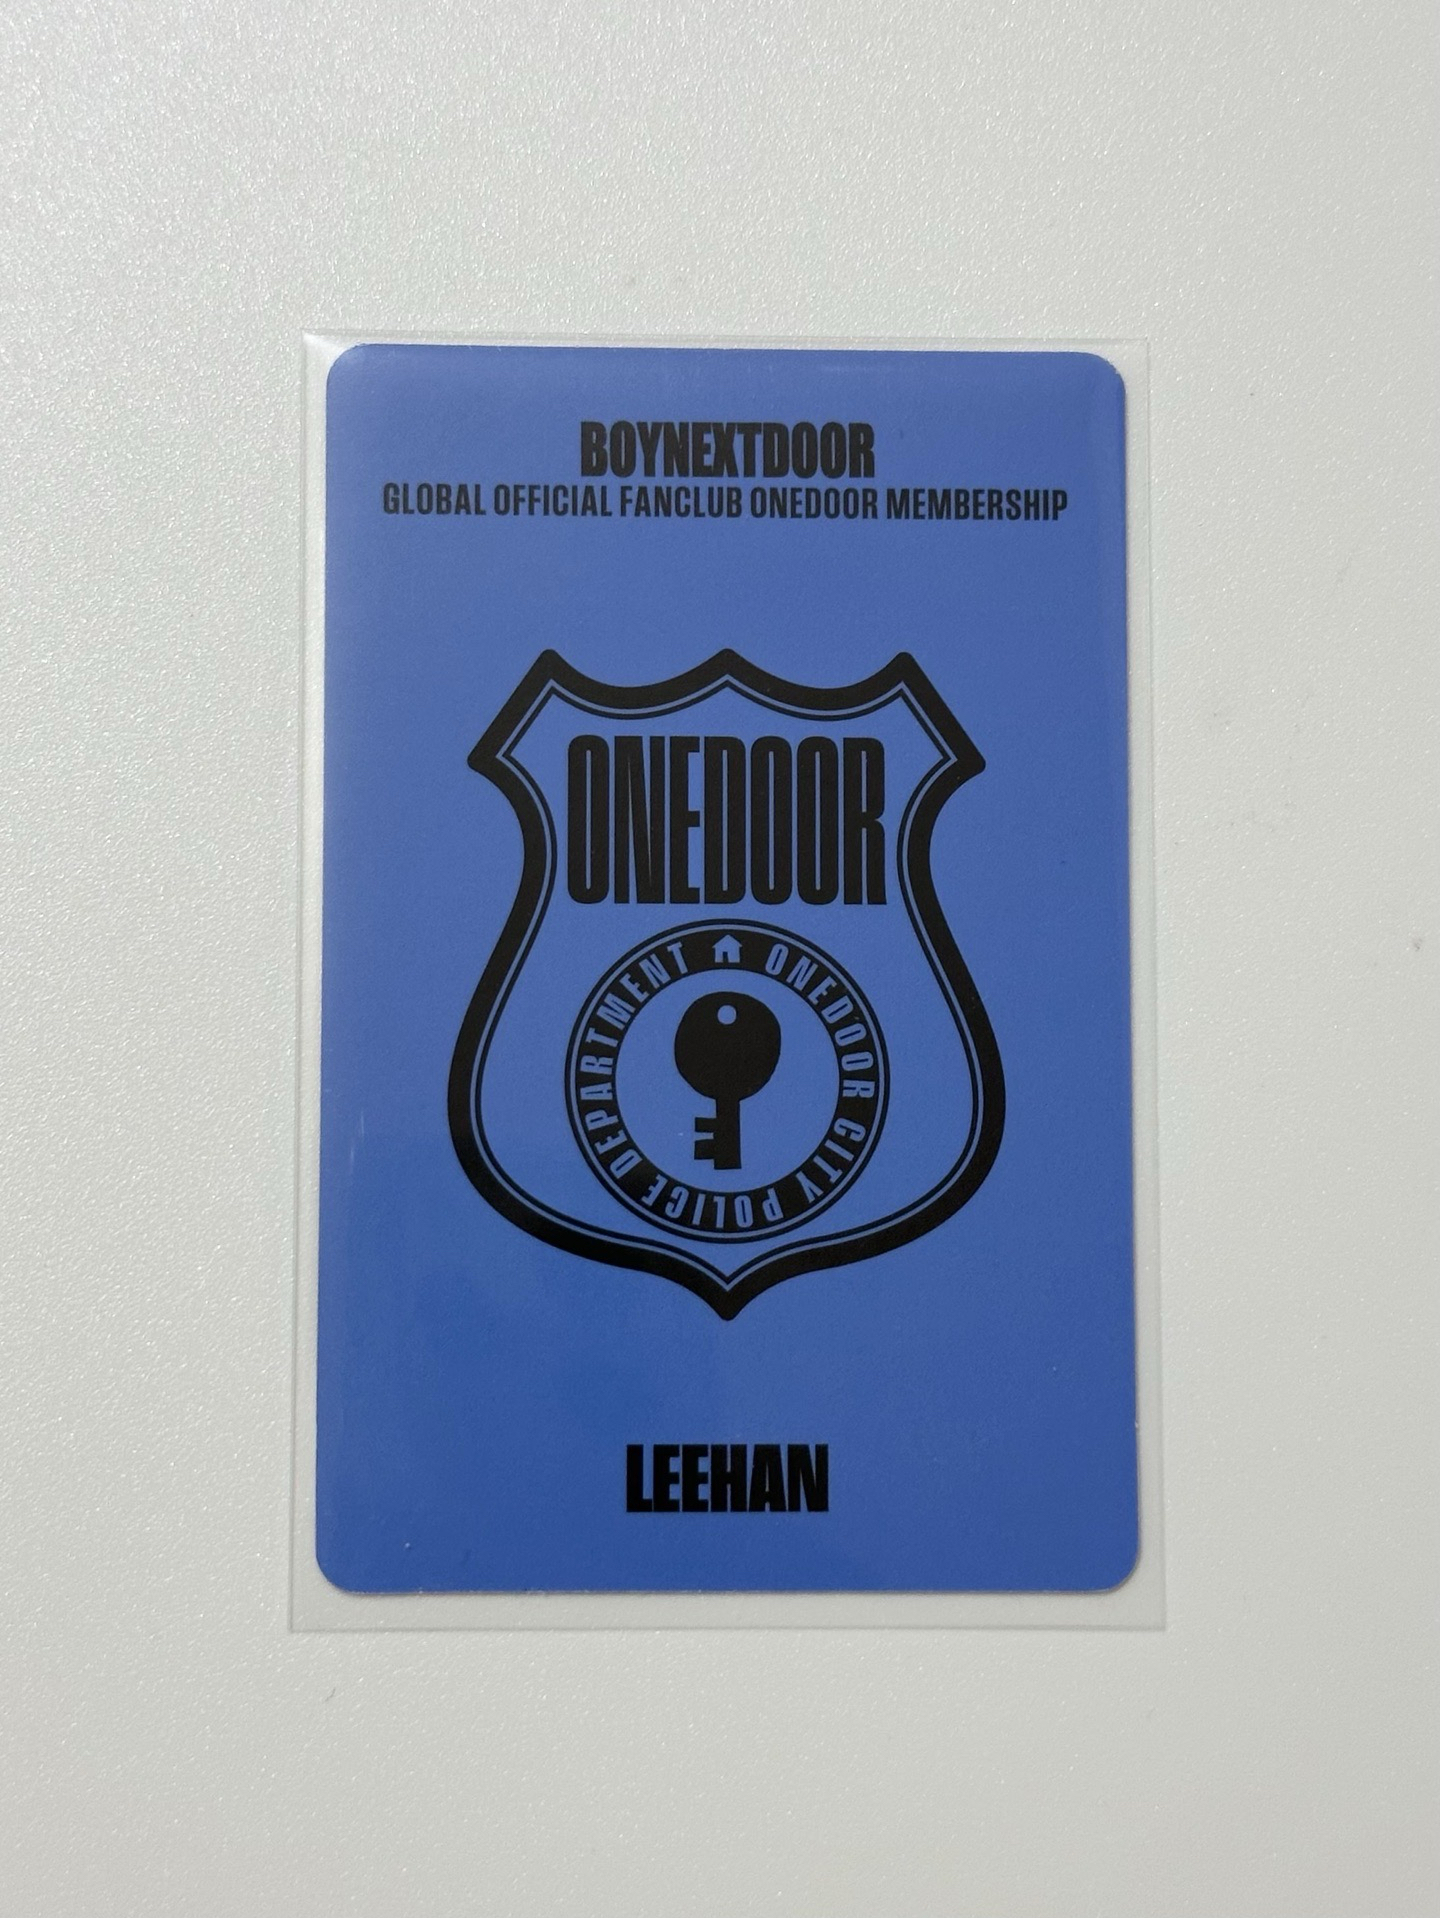 BOYNEXTDOOR
GLOBAL OFFICIAL FANCLUB ONEDOOR MEMBERSHIP
ONEDOOR
ONEDOOR CITY POLICE DEPARTMENT
LEEHAN